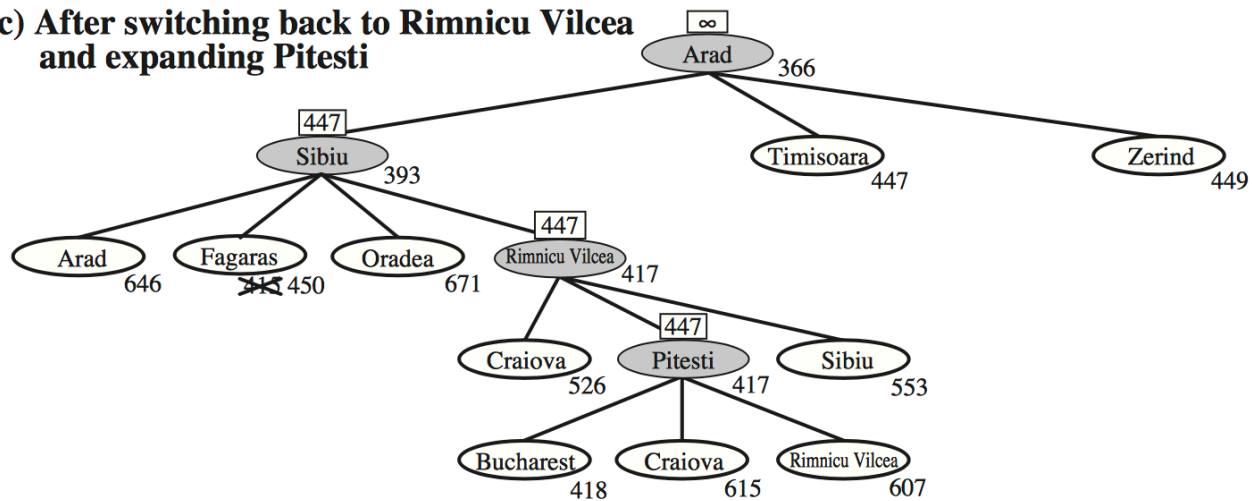 c) After switching back to Rimnicu Vilcea
and expanding Pitesti
∞
Arad
366
447
Sibiu
393
Timisoara
447
Zerind
449
Arad
646
Fagaras
415 450
Oradea
671
447
Rimnicu Vilcea
417
Craiova
526
447
Pitesti
417
Sibiu
553
Bucharest
418
Craiova
615
Rimnicu Vilcea
607